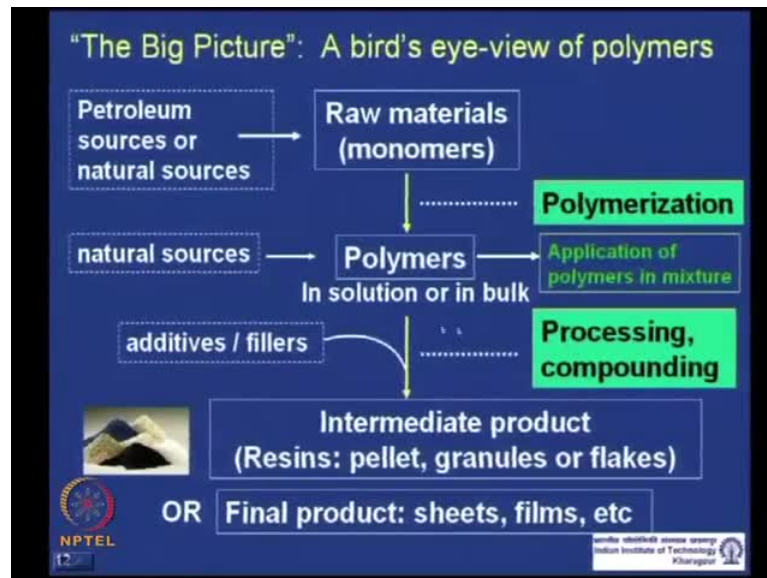 “The Big Picture”: A bird’s eye-view of polymers
Petroleum
sources or
natural sources
Raw materials
(monomers)
Polymerization
natural sources
Polymers
In solution or in bulk
Application of
polymers in mixture
additives / fillers
Processing,
compounding
Intermediate product
(Resins: pellet, granules or flakes)
OR
Final product: sheets, films, etc
NPTEL
12
Indian Institute of Technology
Kharagpur